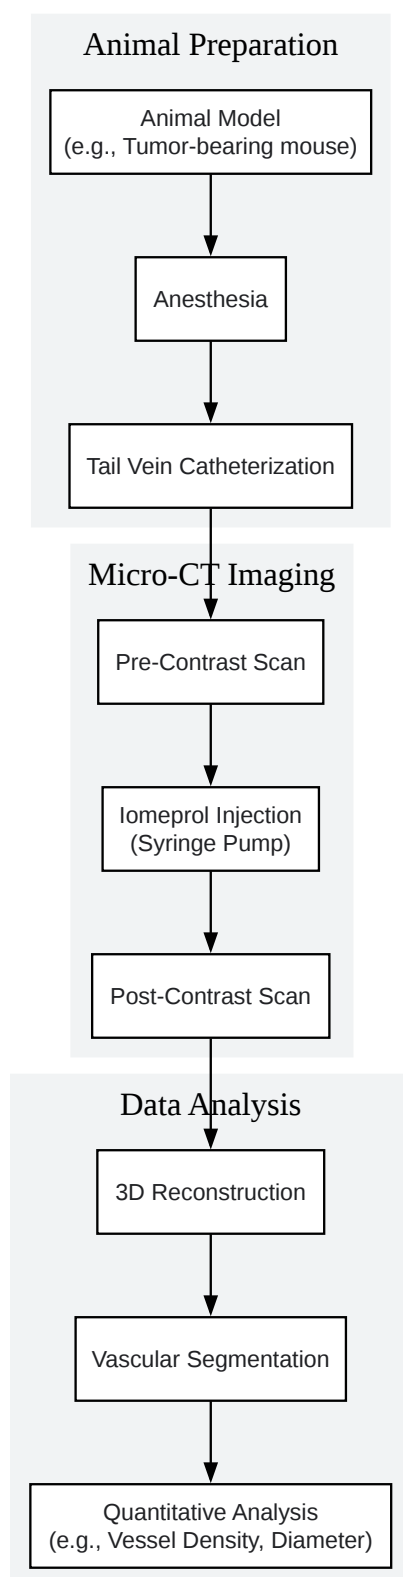 Animal Preparation
Animal Model
(e.g., Tumor-bearing mouse)
Anesthesia
Tail Vein Catheterization
Micro-CT Imaging
Pre-Contrast Scan
Iomeprol Injection
(Syringe Pump)
Post-Contrast Scan
Data Analysis
3D Reconstruction
Vascular Segmentation
Quantitative Analysis
(e.g., Vessel Density, Diameter)